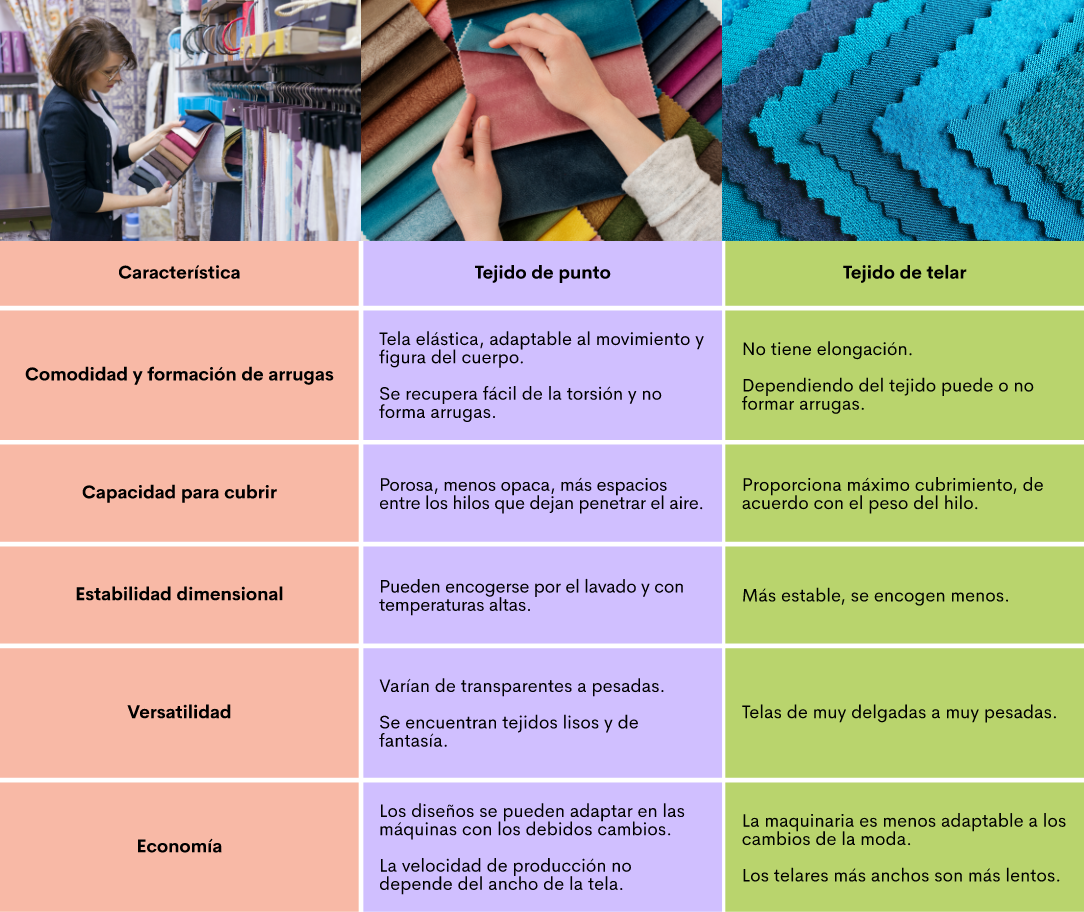 Característica
Tejido de punto
Tejido de telar
Comodidad y formación de arrugas
Tela elástica, adaptable al movimiento y
figura del cuerpo.
Se recupera fácil de la torsión y no
forma arrugas.
No tiene elongación.
Dependiendo del tejido puede o no
formar arrugas.
Capacidad para cubrir
Porosa, menos opaca, más espacios
entre los hilos que dejan penetrar el aire.
Proporciona máximo cubrimiento, de
acuerdo con el peso del hilo.
Estabilidad dimensional
Pueden encogerse por el lavado y con
temperaturas altas.
Más estable, se encogen menos.
Versatilidad
Varían de transparentes a pesadas.
Se encuentran tejidos lisos y de
fantasía.
Telas de muy delgadas a muy pesadas.
Economía
Los diseños se pueden adaptar en las
máquinas con los debidos cambios.
La velocidad de producción no
depende del ancho de la tela.
La maquinaria es menos adaptable a los
cambios de la moda.
Los telares más anchos son más lentos.